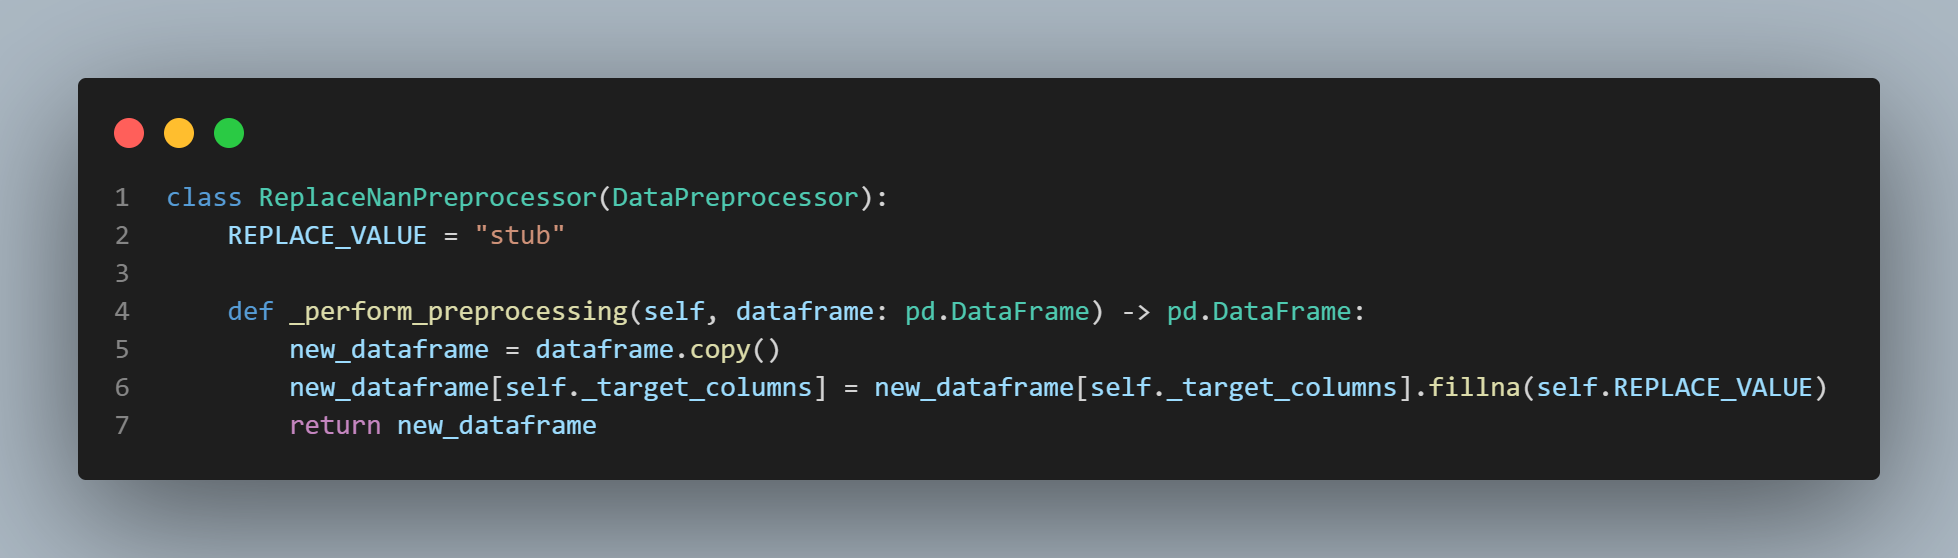 1 class ReplaceNanPreprocessor(DataPreprocessor):
2     REPLACE_VALUE = "stub"
3
4     def _perform_preprocessing(self, dataframe: pd.DataFrame) -> pd.DataFrame:
5         new_dataframe = dataframe.copy()
6         new_dataframe[self._target_columns] = new_dataframe[self._target_columns].fillna(self.REPLACE_VALUE)
7         return new_dataframe